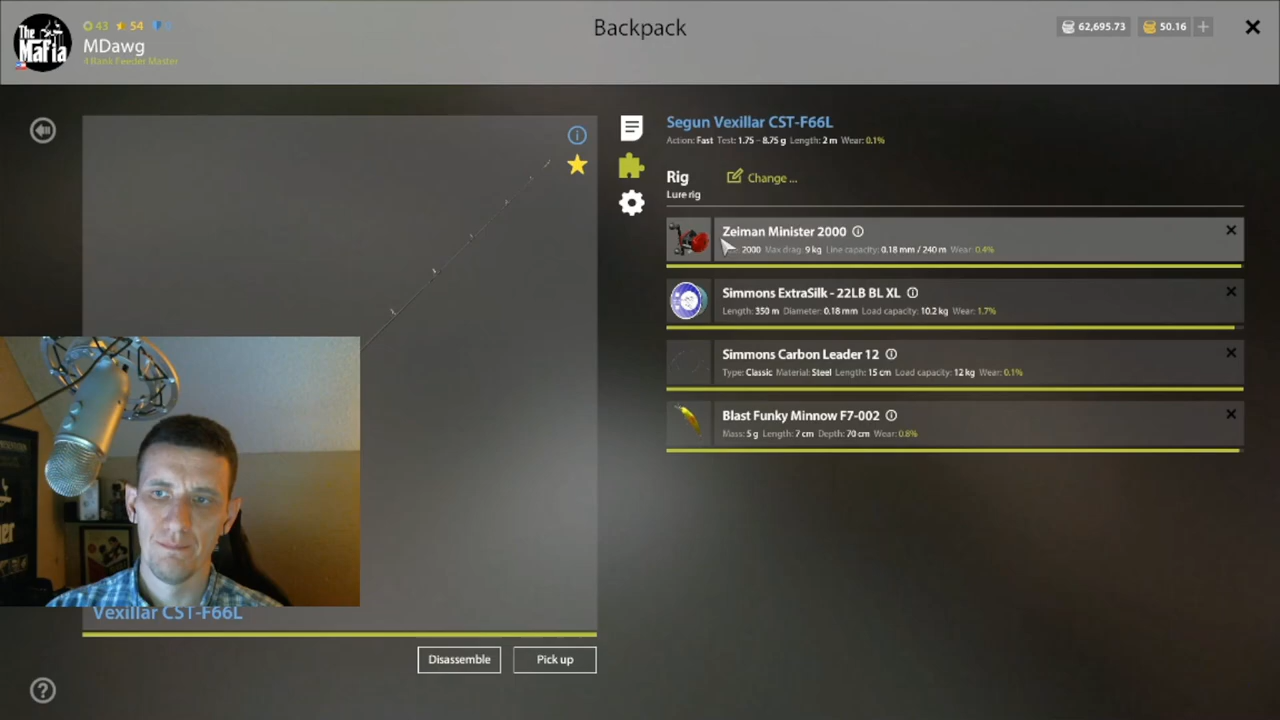 The Mafia
43 54
MDawg
4 Bank Feeder Master
Backpack
62,695.73
50.16 +
Segun Vexillar CST-F66L
Action: Fast Test: 1.75 – 8.75 g Length: 2 m Wear: 0.1%
Rig
Change ...
Lure rig
Zeiman Minister 2000
2000 Max drag: 9 kg Line capacity: 0.18 mm / 240 m Wear: 0.4%
Simmons ExtraSilk - 22LB BL XL
Length: 350 m Diameter: 0.18 mm Load capacity: 10.2 kg Wear: 1.7%
Simmons Carbon Leader 12
Type: Classic Material: Steel Length: 15 cm Load capacity: 12 kg Wear: 0.1%
Blast Funky Minnow F7-002
Mass: 5 g Length: 7 cm Depth: 70 cm Wear: 0.8%
Vexillar CST-F66L
Disassemble
Pick up
?